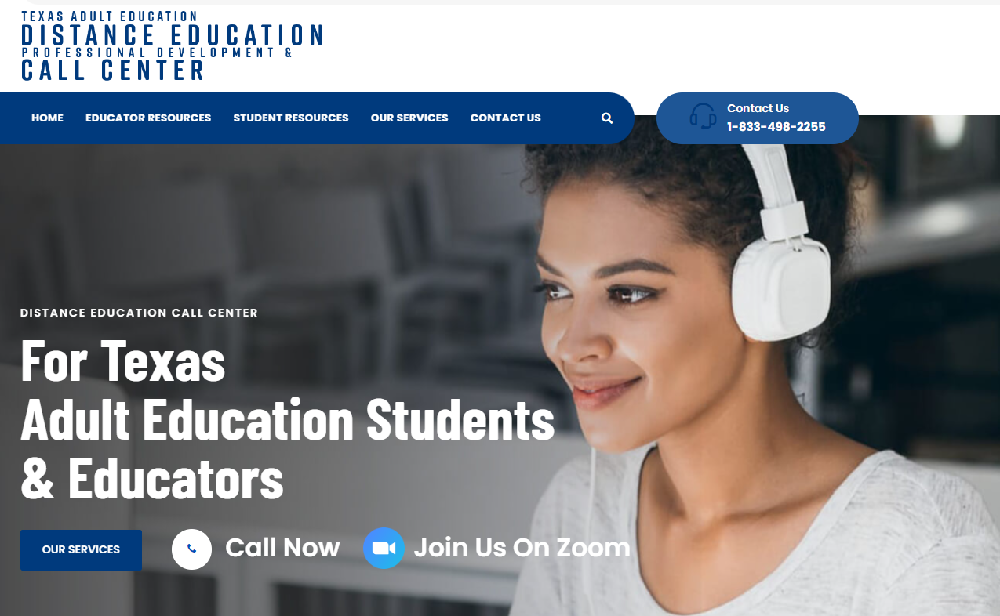 TEXAS ADULT EDUCATION
DISTANCE EDUCATION
PROFESSIONAL DEVELOPMENT &
CALL CENTER
HOME EDUCATOR RESOURCES STUDENT RESOURCES OUR SERVICES CONTACT US
Contact Us
1-833-498-2255
DISTANCE EDUCATION CALL CENTER
For Texas
Adult Education Students
& Educators
OUR SERVICES Call Now Join Us On Zoom